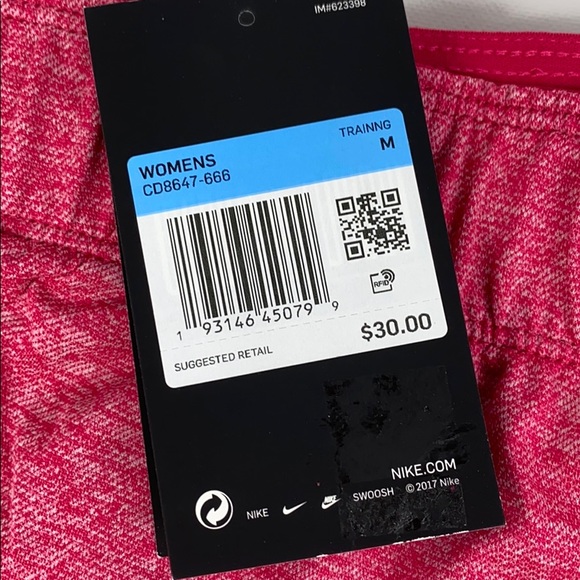 IM#623398
TRAINNG
WOMENS M
CD8647-666
RFID
1 93146 45079 9
$30.00
SUGGESTED RETAIL
NIKE.COM
NIKE SWOOSH © 2017 Nike